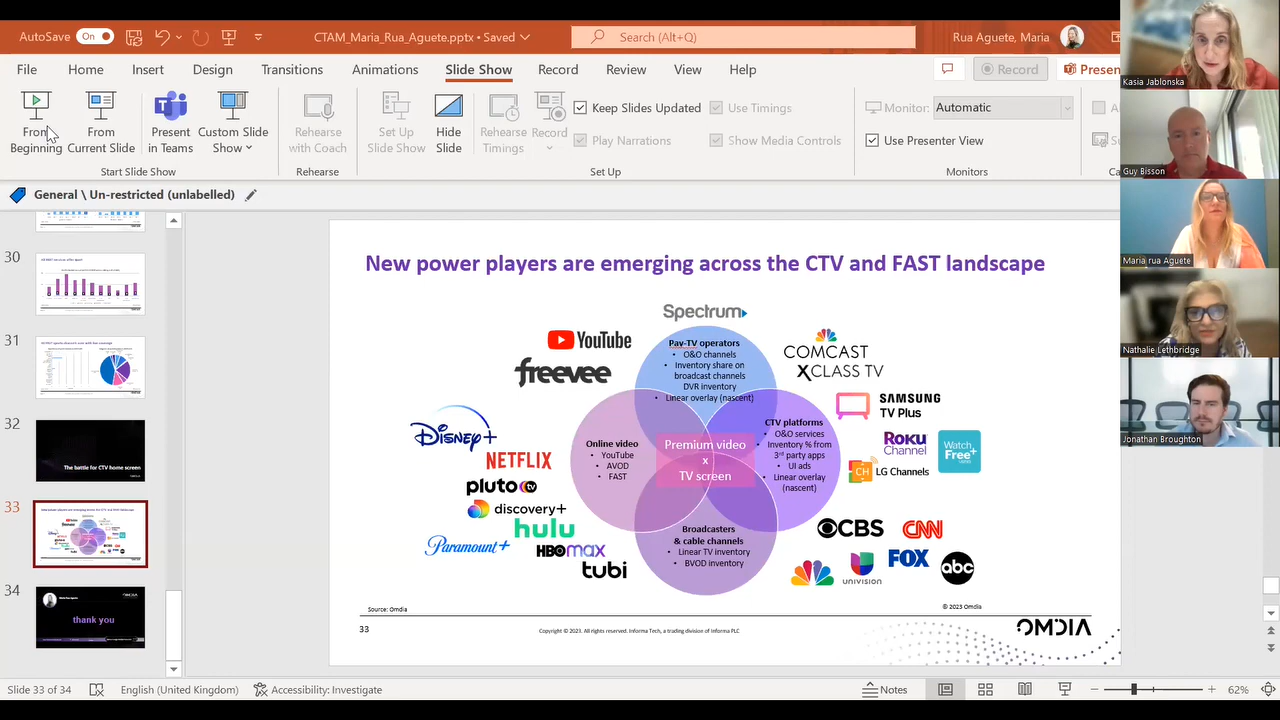 AutoSave
On
CTAM_Maria_Rua_Aguete.pptx • Saved
Search (Alt+Q)
Rua Aguete, Maria
File
Home
Insert
Design
Transitions
Animations
Slide Show
Record
Review
View
Help
Record
Presen
From
Beginning
From
Current Slide
Present
in Teams
Custom Slide
Show
Rehearse
with Coach
Set Up
Slide Show
Hide
Slide
Rehearse
Timings
Record
Keep Slides Updated
Play Narrations
Use Timings
Show Media Controls
Monitor:
Automatic
Use Presenter View
Start Slide Show
Rehearse
Set Up
Monitors
General \ Un-restricted (unlabelled)
30
31
32
The battle for CTV home screen
33
34
thank you
New power players are emerging across the CTV and FAST landscape
Spectrum
YouTube
freevee
Disney+
NETFLIX
pluto tv
discovery+
hulu
Paramount+
HBOmax
tubi
Pay-TV operators
• O&O channels
• Inventory share on
broadcast channels
DVR inventory
• Linear overlay (nascent)
Online video
• YouTube
• AVOD
• FAST
Premium video
x
TV screen
CTV platforms
• O&O services
• Inventory % from
3rd party apps
• UI ads
• Linear overlay
(nascent)
Broadcasters
& cable channels
• Linear TV inventory
• BVOD inventory
COMCAST
XCLASS TV
SAMSUNG
TV Plus
Roku
Channel
Watch
Free+
CH
LG Channels
CBS
CNN
UNIVISION
FOX
abc
Source: Omdia
© 2023 Omdia
33
Copyright © 2023. All rights reserved. Informa Tech, a trading division of Informa PLC
OMDIA
Slide 33 of 34
English (United Kingdom)
Accessibility: Investigate
Notes
62%
Kasia Jablonska
Guy Bisson
Maria rua Aguete
Nathalie Lethbridge
Jonathan Broughton